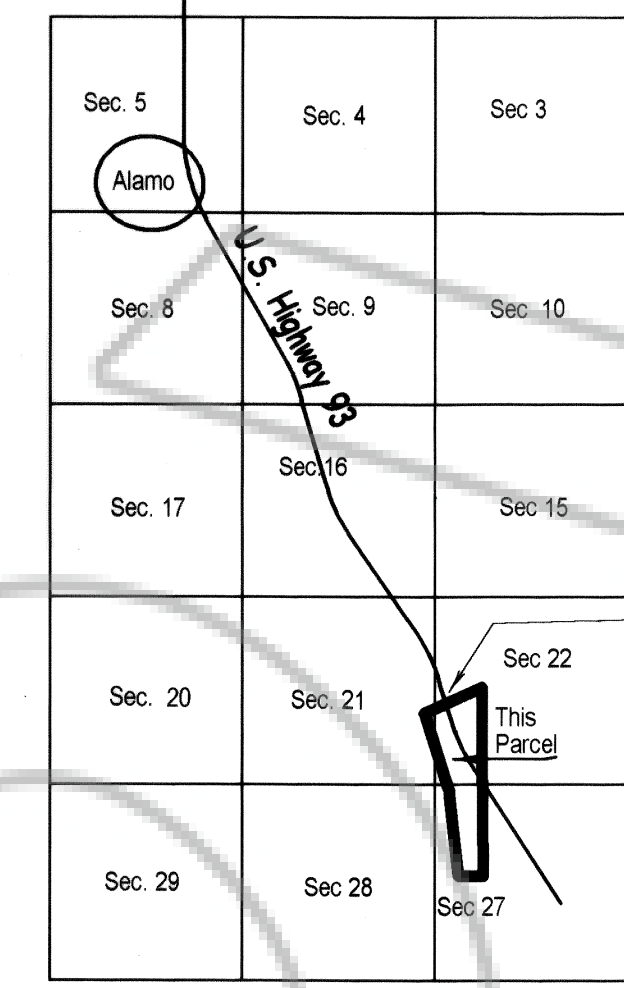 Sec. 5
Sec. 4
Sec 3
Alamo
U.S. Highway 93
Sec. 8
Sec. 9
Sec. 10
Sec. 16
Sec. 17
Sec 15
Sec 22
Sec. 20
Sec. 21
This
Parcel
Sec. 29
Sec. 28
Sec 27